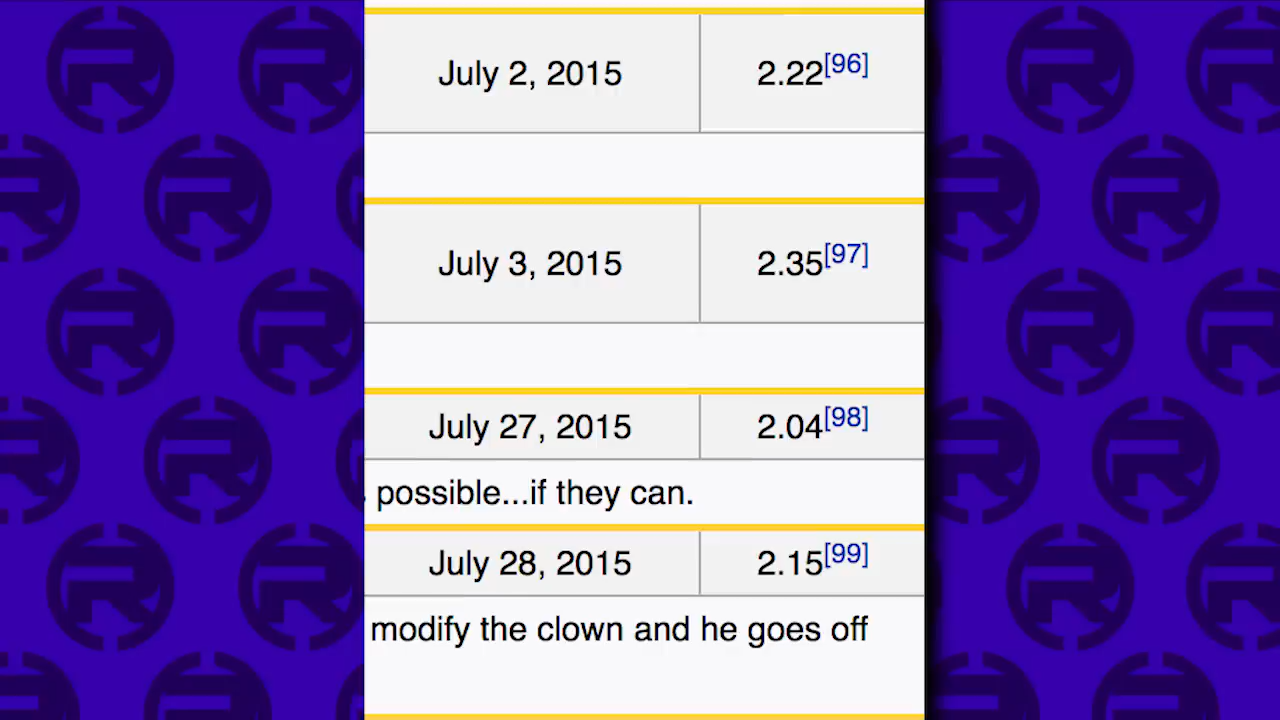 July 2, 2015 2.22[96]
July 3, 2015 2.35[97]
July 27, 2015 2.04[98]
possible...if they can.
July 28, 2015 2.15[99]
modify the clown and he goes off